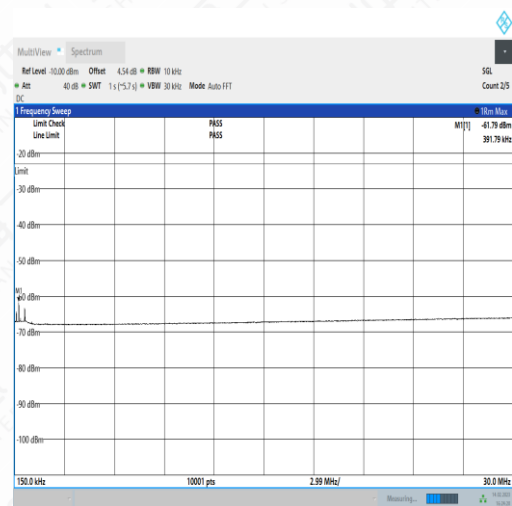 MultiView Spectrum
Ref Level -10.00 dBm Offset 4.54 dB RBW 10 kHz SGL
Att 40 dB SWT 1 s (~5.7 s) VBW 30 kHz Mode Auto FFT Count 2/5
DC
1 Frequency Sweep 1Rm Max
Limit Check PASS M1[1] -61.79 dBm
Line Limit PASS 391.79 kHz
-20 dBm
Limit
-30 dBm
-40 dBm
-50 dBm
M1
-60 dBm
-70 dBm
-80 dBm
-90 dBm
-100 dBm
150.0 kHz 10001 pts 2.99 MHz/ 30.0 MHz
Measuring...